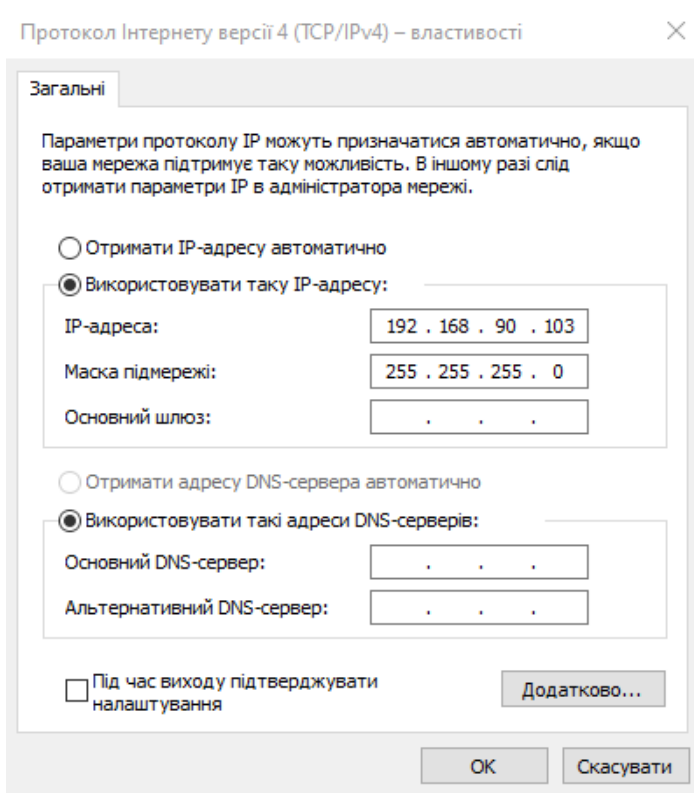 Протокол Інтернету версії 4 (TCP/IPv4) – властивості
Загальні
Параметри протоколу IP можуть призначатися автоматично, якщо
ваша мережа підтримує таку можливість. В іншому разі слід
отримати параметри IP в адміністратора мережі.
Отримати IP-адресу автоматично
Використовувати таку IP-адресу:
IP-адреса: 192 . 168 . 90 . 103
Маска підмережі: 255 . 255 . 255 . 0
Основний шлюз: . . .
Отримати адресу DNS-сервера автоматично
Використовувати такі адреси DNS-серверів:
Основний DNS-сервер: . . .
Альтернативний DNS-сервер: . . .
Під час виходу підтверджувати
налаштування
Додатково...
OK Скасувати